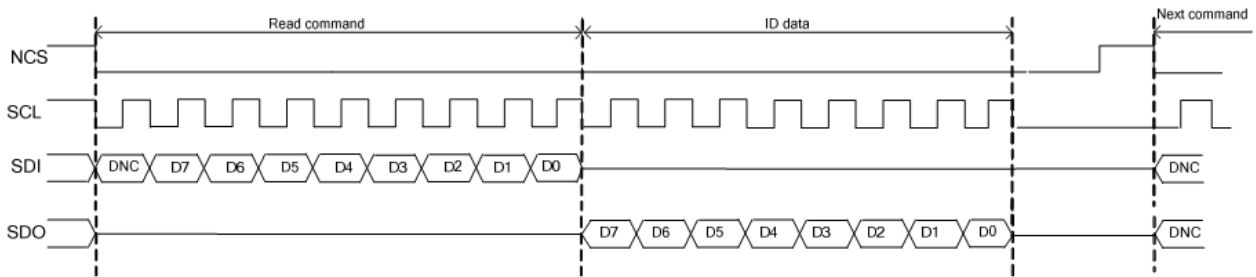 Read command ID data Next command
NCS
SCL
SDI DNC D7 D6 D5 D4 D3 D2 D1 D0 DNC
SDO D7 D6 D5 D4 D3 D2 D1 D0 DNC